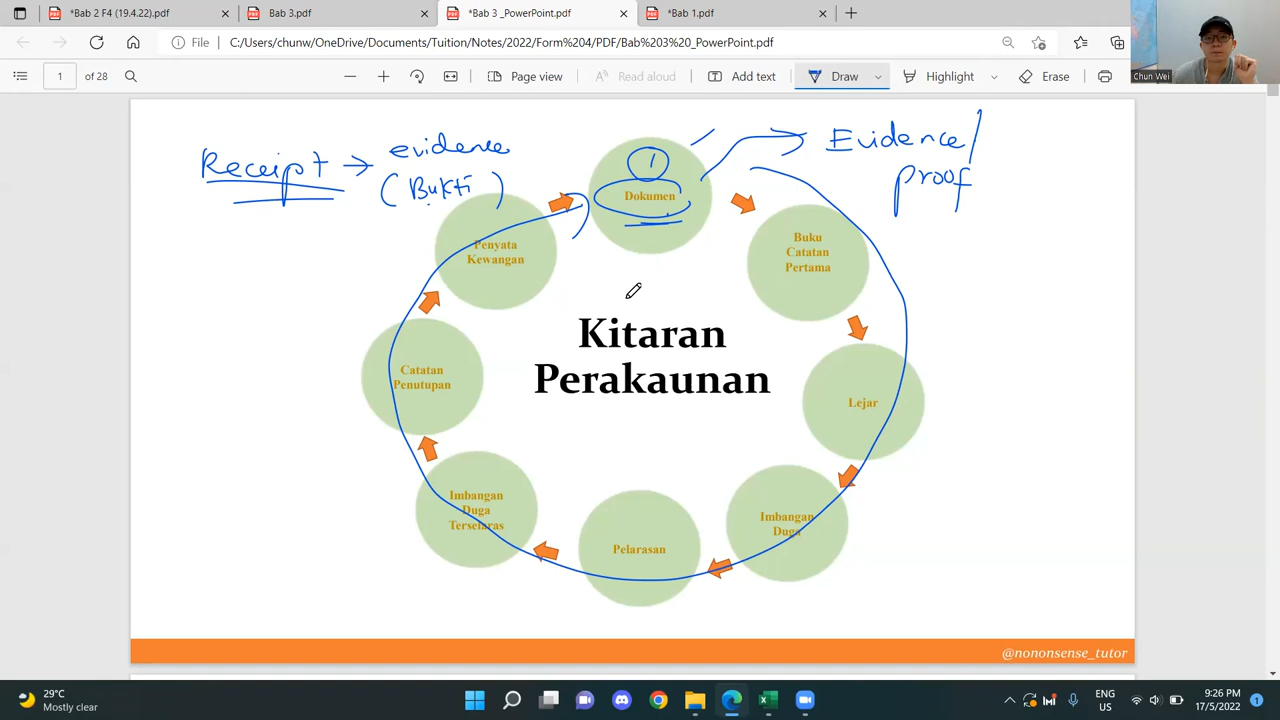 *Bab 2 F4 (19.4.22).pdf
Bab 3.pdf
*Bab 3 _PowerPoint.pdf
*Bab 1.pdf
File
C:/Users/chunw/OneDrive/Documents/Tuition/Notes/2022/Form%204/PDF/Bab%203%20_PowerPoint.pdf
1
of 28
Page view
Read aloud
Add text
Draw
Highlight
Erase
Chun Wei
Receipt → evidence
(Bukti)
1
Evidence/
proof
Dokumen
Buku
Catatan
Pertama
Lejar
Imbangan
Duga
Pelarasan
Imbangan
Duga
Terselaras
Catatan
Penutupan
Penyata
Kewangan
Kitaran
Perakaunan
@nononsense_tutor
29°C
Mostly clear
ENG
US
9:26 PM
17/5/2022
1